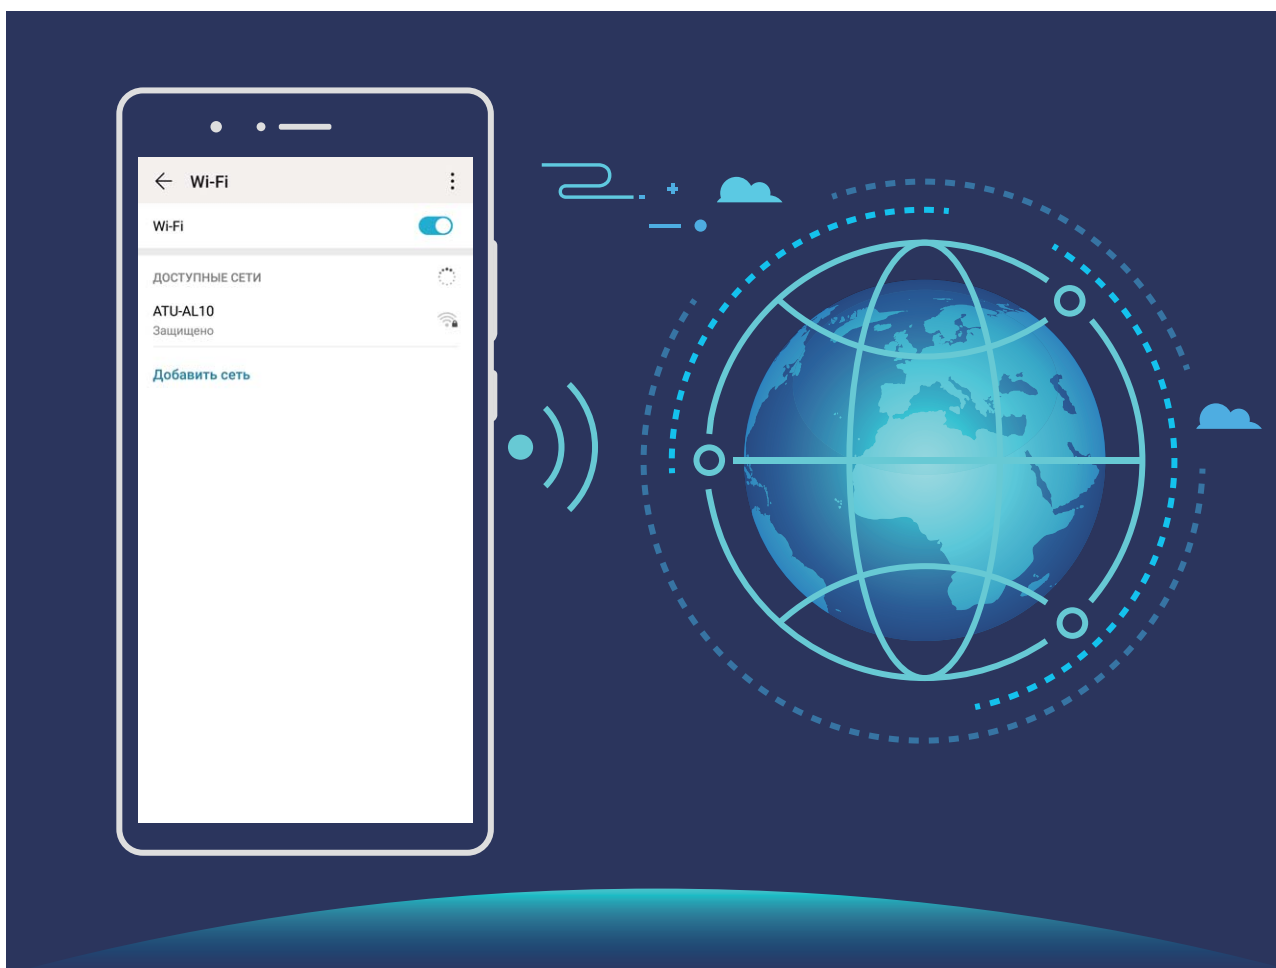 Wi-Fi
Wi-Fi
ДОСТУПНЫЕ СЕТИ
ATU-AL10
Защищено
Добавить сеть